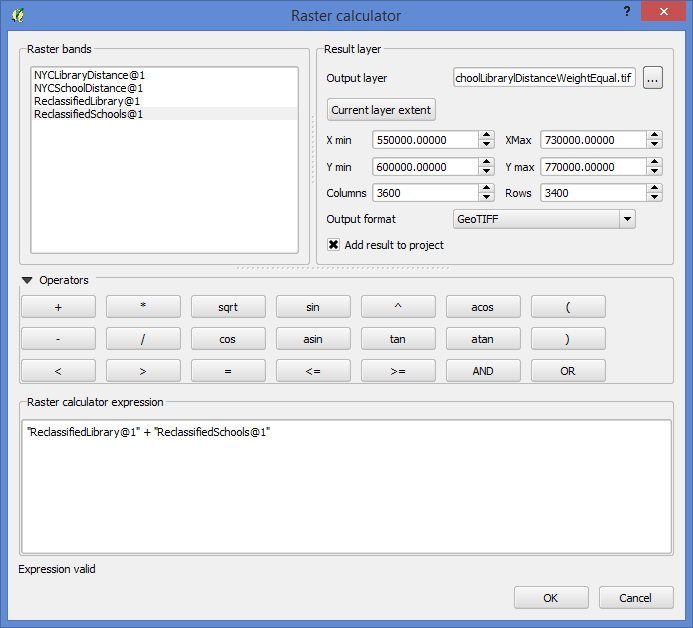 Raster calculator
?
Raster bands
NYCLibraryDistance@1
NYCSchoolDistance@1
ReclassifiedLibrary@1
ReclassifiedSchools@1
Result layer
Output layer choolLibrarylDistanceWeightEqual.tif ...
Current layer extent
X min 550000.00000 XMax 730000.00000
Y min 600000.00000 Y max 770000.00000
Columns 3600 Rows 3400
Output format GeoTIFF
Add result to project
Operators
+ * sqrt sin ^ acos (
- / cos asin tan atan )
< > = <= >= AND OR
Raster calculator expression
"ReclassifiedLibrary@1" + "ReclassifiedSchools@1"
Expression valid
OK Cancel